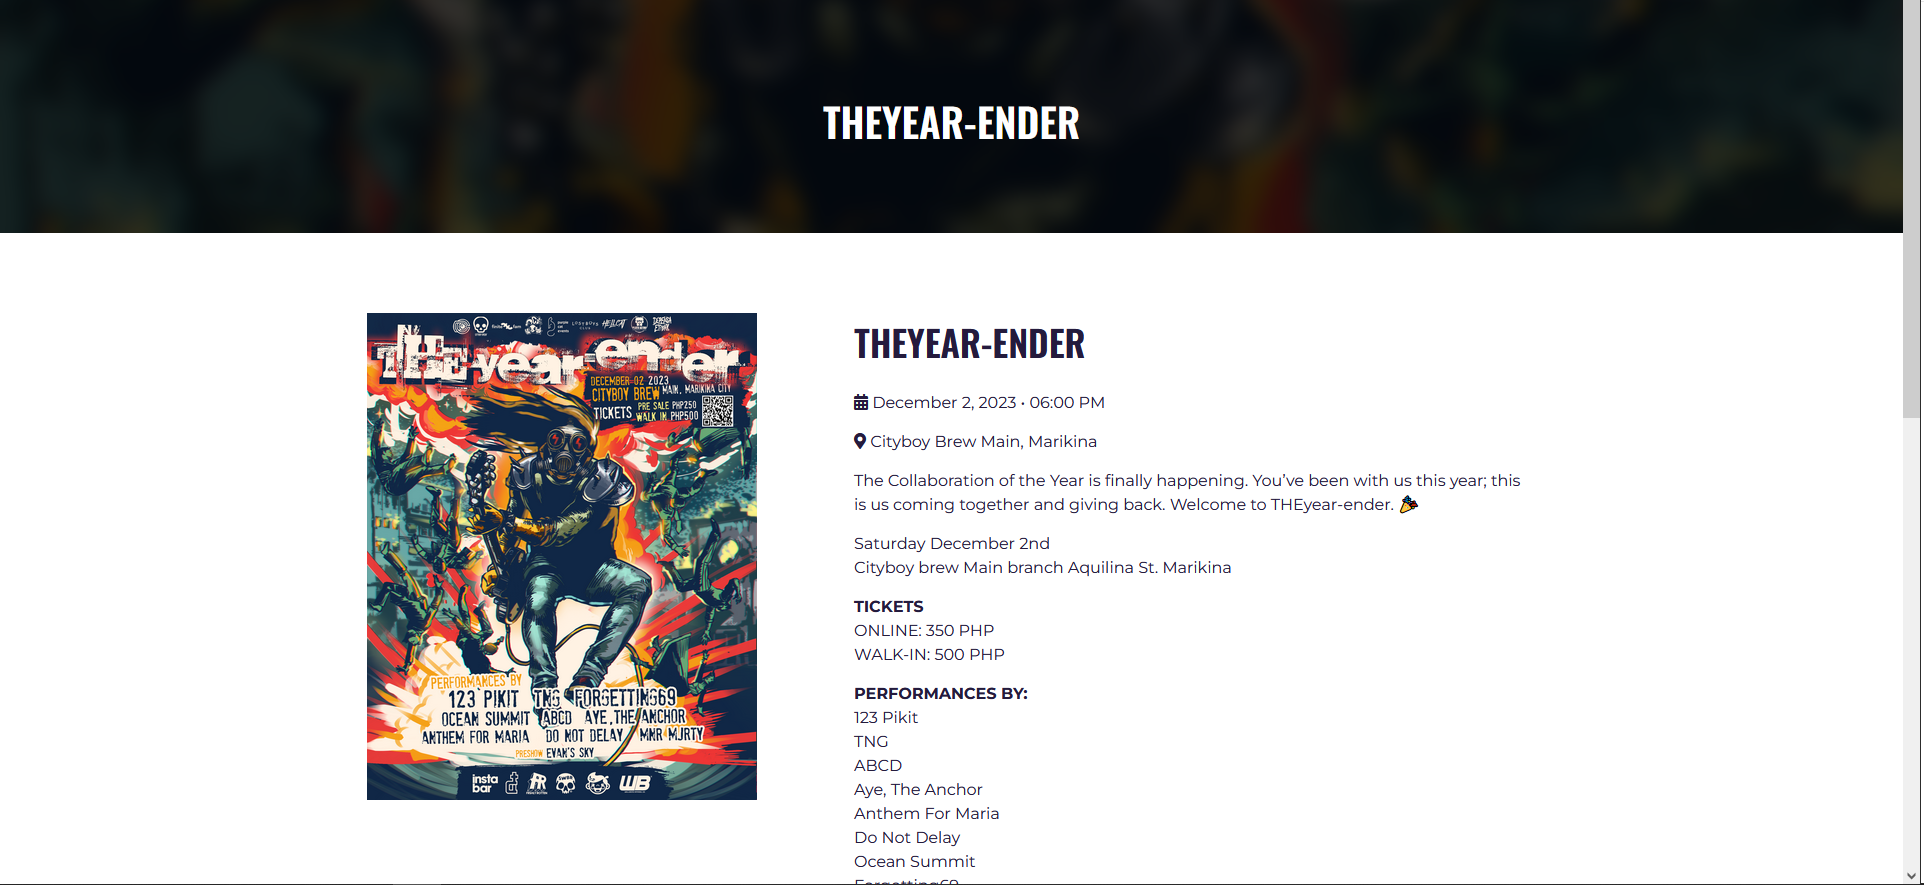 THEYEAR-ENDER
THE year-ender
DECEMBER 02 2023
CITYBOY BREW MAIN, MARIKINA CITY
TICKETS
PRE SALE PHP250
WALK IN PHP500
PERFORMANCES BY
123 PIKIT TNG FORGETTING69
OCEAN SUMMIT ABCD AYE, THE ANCHOR
ANTHEM FOR MARIA DO NOT DELAY MNR MJRTY
PRESHOW EVAN'S SKY
insta
bar
WB
THEYEAR-ENDER
December 2, 2023 • 06:00 PM
Cityboy Brew Main, Marikina
The Collaboration of the Year is finally happening. You’ve been with us this year; this
is us coming together and giving back. Welcome to THEyear-ender. 🎉
Saturday December 2nd
Cityboy brew Main branch Aquilina St. Marikina
TICKETS
ONLINE: 350 PHP
WALK-IN: 500 PHP
PERFORMANCES BY:
123 Pikit
TNG
ABCD
Aye, The Anchor
Anthem For Maria
Do Not Delay
Ocean Summit
Forgetting69